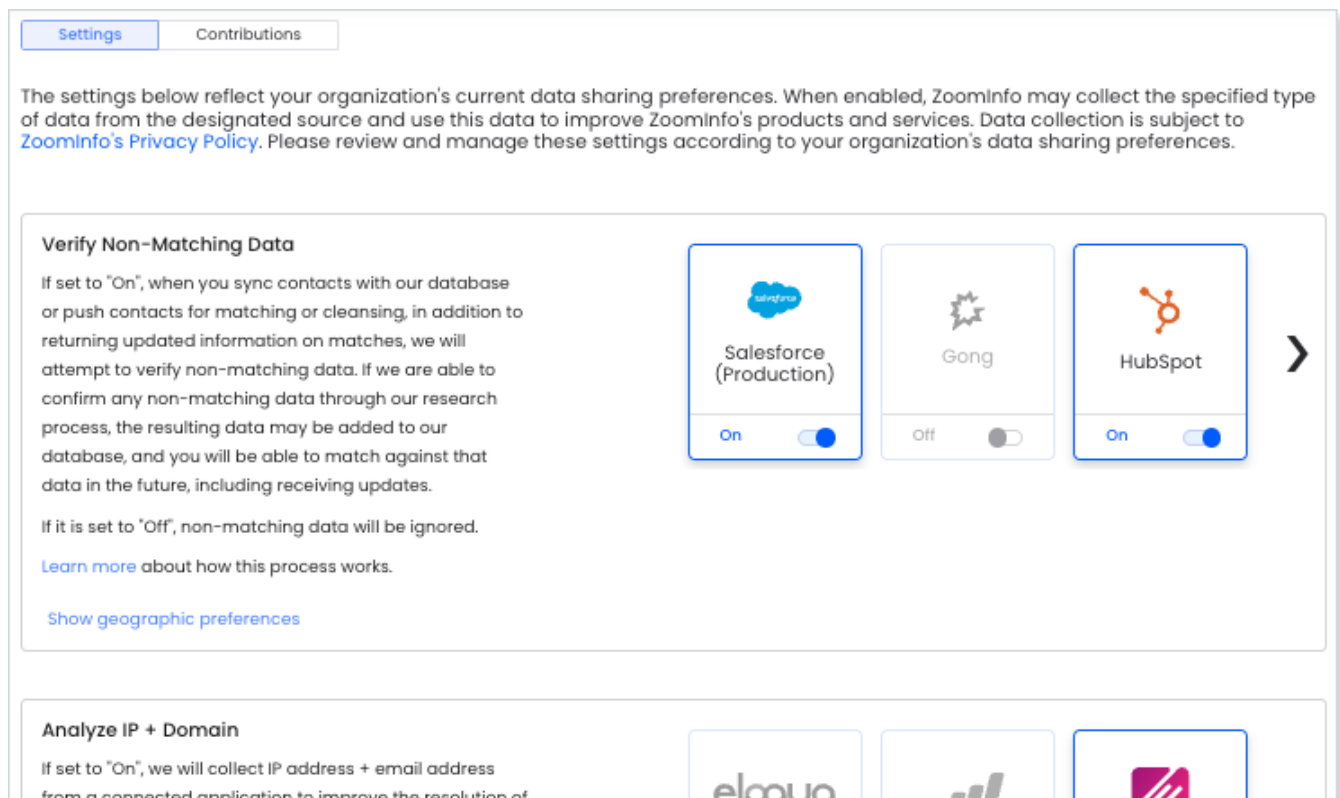 Settings
Contributions
The settings below reflect your organization's current data sharing preferences. When enabled, ZoomInfo may collect the specified type
of data from the designated source and use this data to improve ZoomInfo's products and services. Data collection is subject to
ZoomInfo's Privacy Policy. Please review and manage these settings according to your organization's data sharing preferences.
Verify Non-Matching Data
If set to "On", when you sync contacts with our database
or push contacts for matching or cleansing, in addition to
returning updated information on matches, we will
attempt to verify non-matching data. If we are able to
confirm any non-matching data through our research
process, the resulting data may be added to our
database, and you will be able to match against that
data in the future, including receiving updates.
If it is set to "Off", non-matching data will be ignored.
Learn more about how this process works.
Show geographic preferences
salesforce
Salesforce
(Production)
On
Gong
Off
HubSpot
On
Analyze IP + Domain
If set to "On", we will collect IP address + email address
from a connected application to improve the resolution of
eloqua